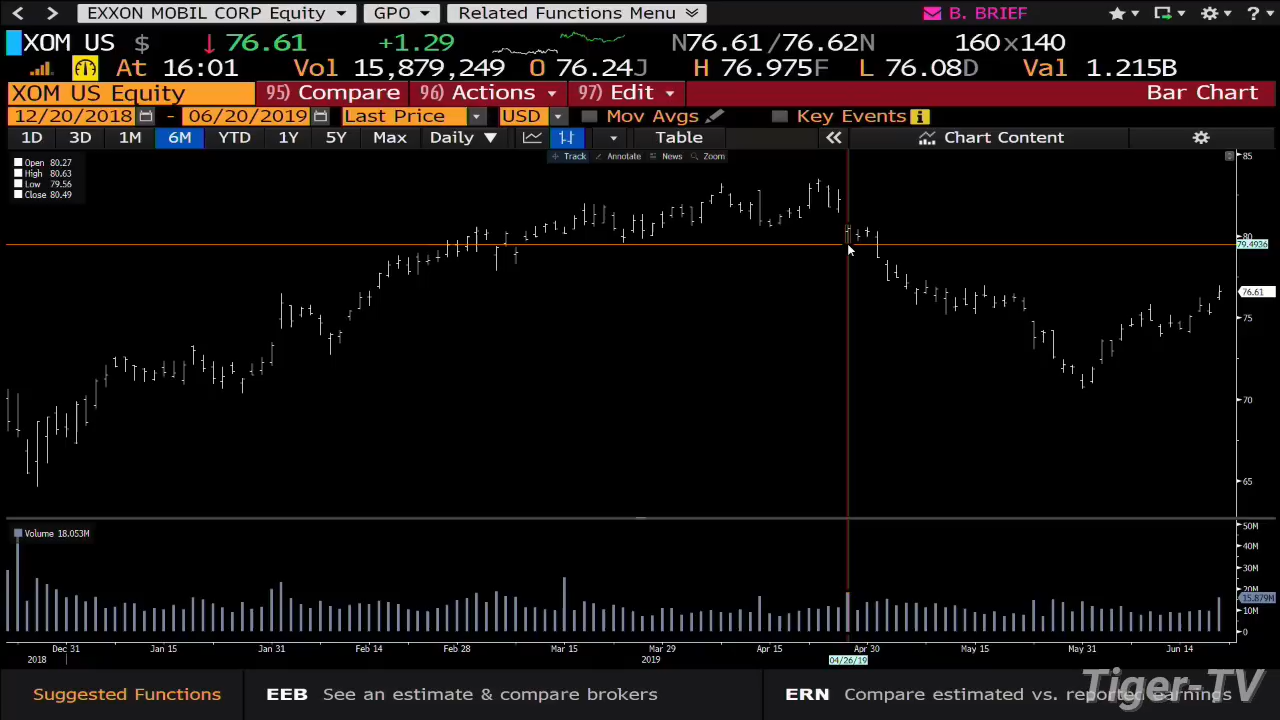 < > EXXON MOBIL CORP Equity GPO Related Functions Menu B. BRIEF ?
XOM US $ ↓ 76.61 +1.29 N76.61/76.62N 160x140
At 16:01 Vol 15,879,249 O 76.24J H 76.975F L 76.08D Val 1.215B
XOM US Equity 95) Compare 96) Actions 97) Edit Bar Chart
12/20/2018 - 06/20/2019 Last Price USD Mov Avgs Key Events i
1D 3D 1M 6M YTD 1Y 5Y Max Daily ▼ Table « Chart Content
+ Track Annotate News Zoom
Open 80.27
High 80.63
Low 79.56
Close 80.49
85
80
79.4936
76.61
75
70
65
Volume 18.053M
50M
40M
30M
20M
15.879M
10M
0
Dec 31 Jan 15 Jan 31 Feb 14 Feb 28 Mar 15 Mar 29 Apr 15 Apr 30 May 15 May 31 Jun 14
2018 2019 04/26/19
Suggested Functions EEB See an estimate & compare brokers ERN Compare estimated vs. reported earnings
Tiger-TV